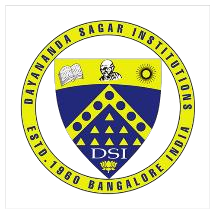 DAYANANDA SAGAR INSTITUTIONS
ESTD. 1960 BANGALORE INDIA
DSI